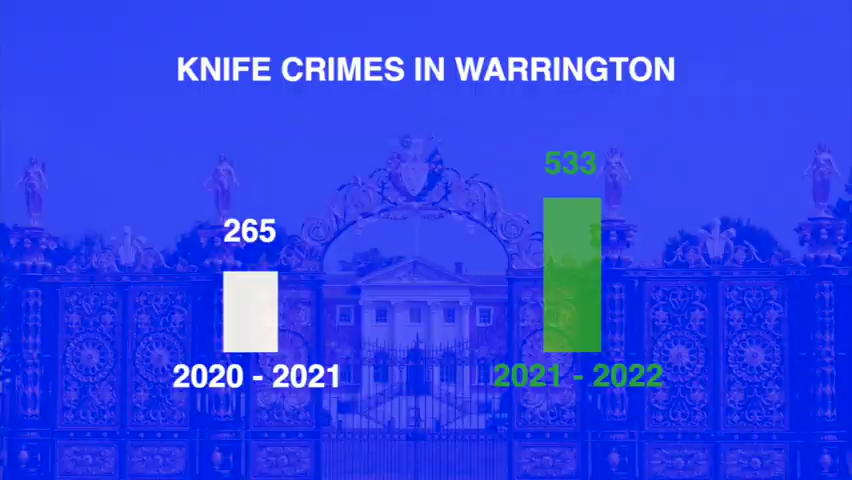 KNIFE CRIMES IN WARRINGTON
533
265
2020 - 2021
2021 - 2022